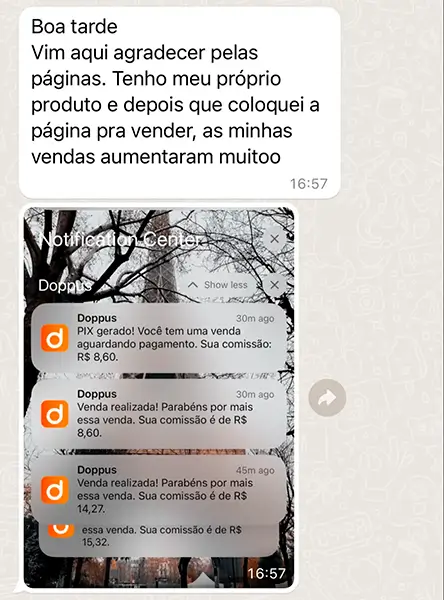 Boa tarde
Vim aqui agradecer pelas
páginas. Tenho meu próprio
produto e depois que coloquei a
página pra vender, as minhas
vendas aumentaram muitoo
16:57
Notification Center
Doppus
Show less
Doppus 30m ago
PIX gerado! Você tem uma venda
aguardando pagamento. Sua comissão:
R$ 8,60.
Doppus 30m ago
Venda realizada! Parabéns por mais
essa venda. Sua comissão é de R$
8,60.
Doppus 45m ago
Venda realizada! Parabéns por mais
essa venda. Sua comissão é de R$
14,27.
essa venda. Sua comissão é de R$
15,32.
16:57